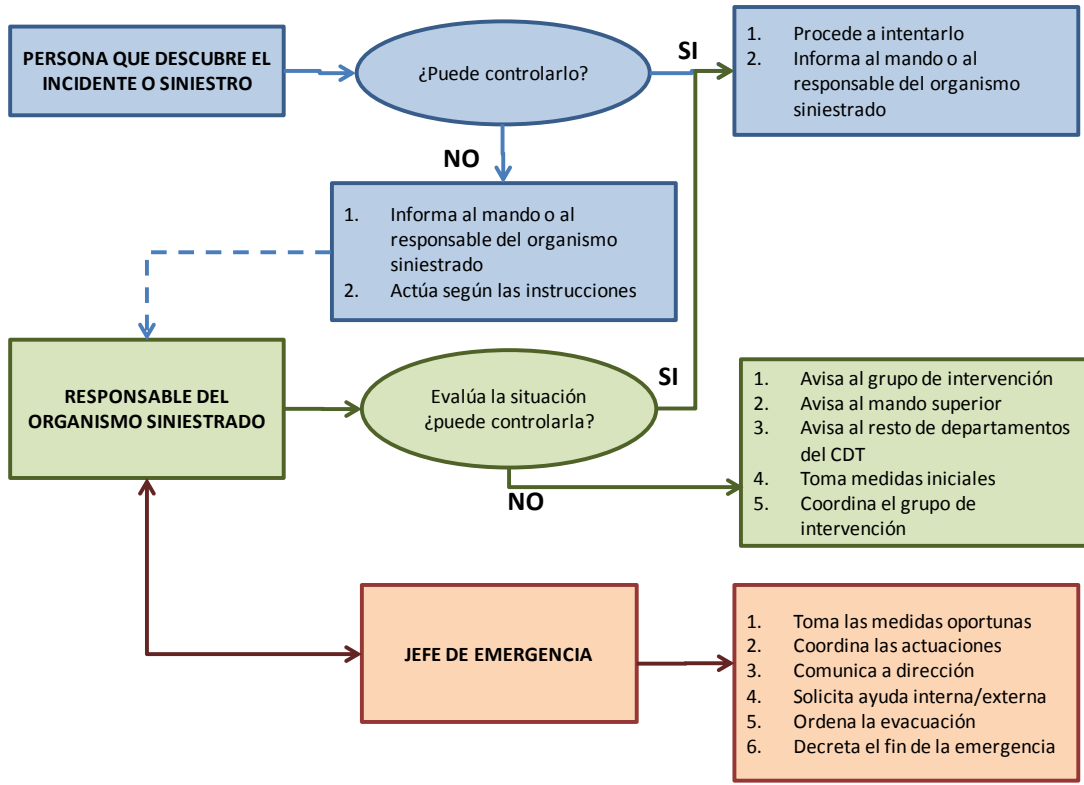 PERSONA QUE DESCUBRE EL
INCIDENTE O SINIESTRO
¿Puede controlarlo?
SI
1. Procede a intentarlo
2. Informa al mando o al
responsable del organismo
siniestrado
NO
1. Informa al mando o al
responsable del organismo
siniestrado
2. Actúa según las instrucciones
RESPONSABLE DEL
ORGANISMO SINIESTRADO
Evalúa la situación
¿puede controlarla?
SI
NO
1. Avisa al grupo de intervención
2. Avisa al mando superior
3. Avisa al resto de departamentos
del CDT
4. Toma medidas iniciales
5. Coordina el grupo de
intervención
JEFE DE EMERGENCIA
1. Toma las medidas oportunas
2. Coordina las actuaciones
3. Comunica a dirección
4. Solicita ayuda interna/externa
5. Ordena la evacuación
6. Decreta el fin de la emergencia